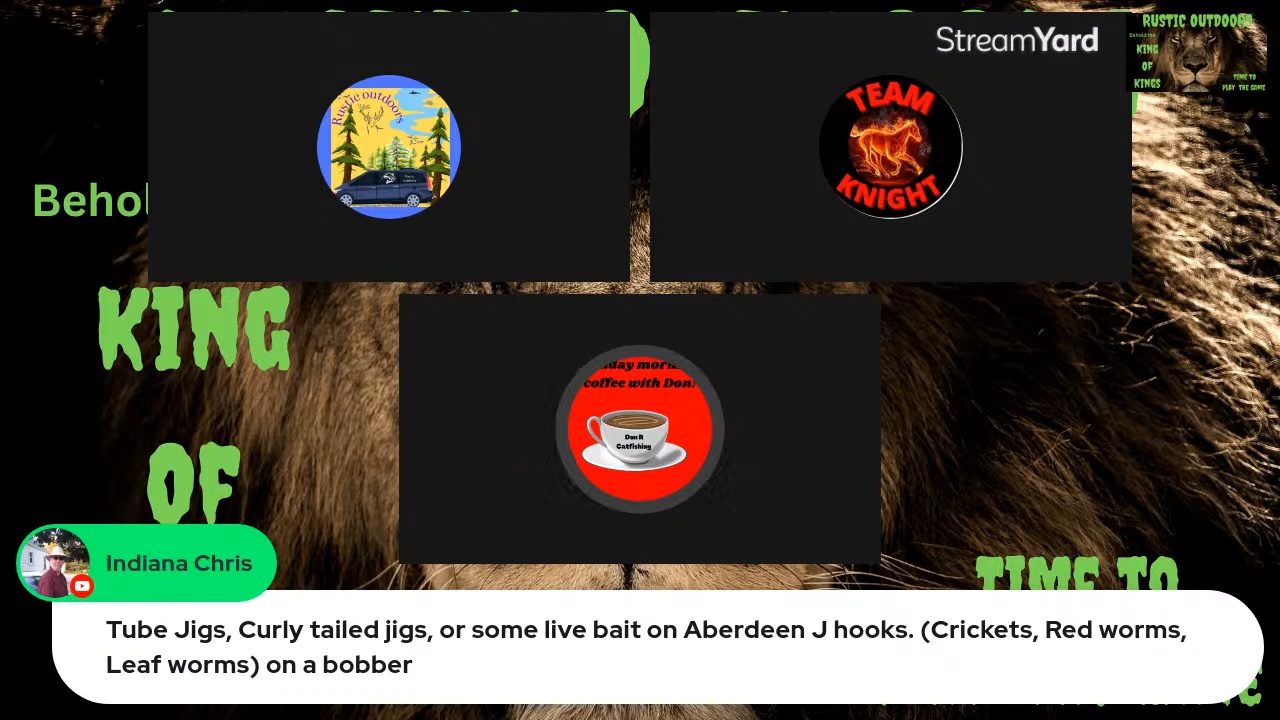 StreamYard
RUSTIC OUTDOORS
Behold the
KING
OF
KINGS
TIME TO
PLAY THE GAME
Rustic outdoors
TEAM
KNIGHT
Behol
KING
OF
coffee with Don!
Don R
Catfishing
TIME TO
Indiana Chris
Tube Jigs, Curly tailed jigs, or some live bait on Aberdeen J hooks. (Crickets, Red worms,
Leaf worms) on a bobber